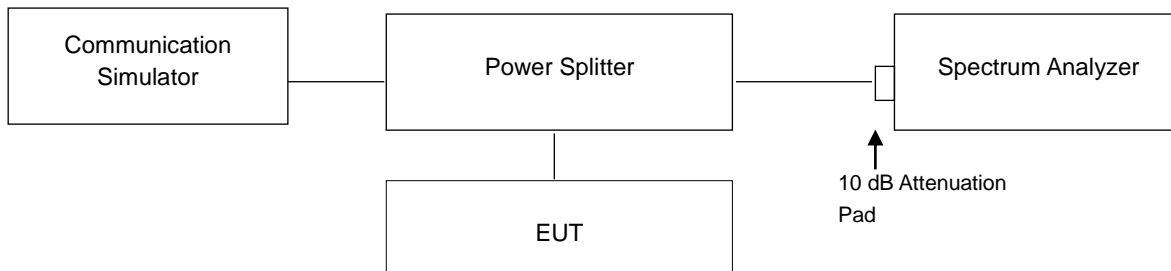 Communication
Simulator
Power Splitter
Spectrum Analyzer
10 dB Attenuation
Pad
EUT